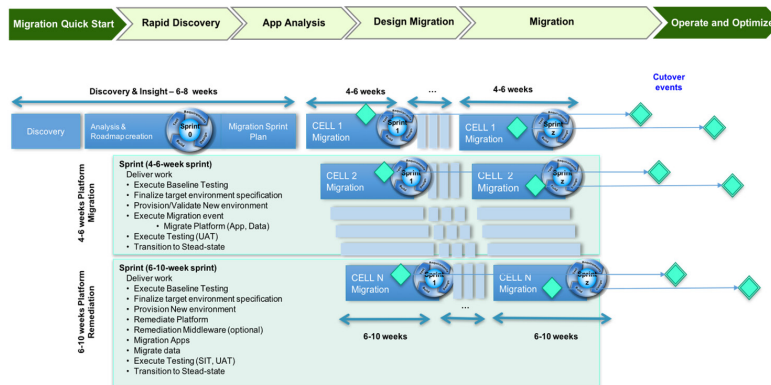 Migration Quick Start
Rapid Discovery
App Analysis
Design Migration
Migration
Operate and Optimize
Discovery & Insight – 6-8 weeks
4-6 weeks
...
4-6 weeks
Cutover
events
Discovery
Analysis &
Roadmap creation
Sprint
0
Migration Sprint
Plan
CELL 1
Migration
Sprint
1
CELL 1
Migration
Sprint
z
4-6 weeks Platform
Migration
Sprint (4-6-week sprint)
Deliver work
• Execute Baseline Testing
• Finalize target environment specification
• Provision/Validate New environment
• Execute Migration event
• Migrate Platform (App, Data)
• Execute Testing (UAT)
• Transition to Steady-state
CELL 2
Migration
Sprint
1
CELL 2
Migration
Sprint
z
6-10 weeks Platform
Remediation
Sprint (6-10-week sprint)
Deliver work
• Execute Baseline Testing
• Finalize target environment specification
• Provision New environment
• Remediate Platform
• Remediation Middleware (optional)
• Migration Apps
• Migrate data
• Execute Testing (SIT, UAT)
• Transition to Stead-state
CELL N
Migration
Sprint
1
CELL N
Migration
Sprint
z
...
6-10 weeks
6-10 weeks